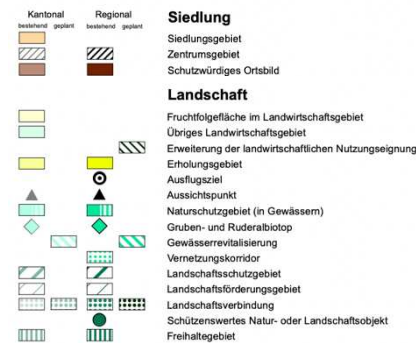 Kantonal Regional
bestehend geplant bestehend geplant
Siedlung
Siedlungsgebiet
Zentrumsgebiet
Schutzwürdiges Ortsbild
Landschaft
Fruchtfolgefläche im Landwirtschaftsgebiet
Übriges Landwirtschaftsgebiet
Erweiterung der landwirtschaftlichen Nutzungseignung
Erholungsgebiet
Ausflugsziel
Aussichtspunkt
Naturschutzgebiet (in Gewässern)
Gruben- und Ruderalbiotop
Gewässerrevitalisierung
Vernetzungskorridor
Landschaftsschutzgebiet
Landschaftsförderungsgebiet
Landschaftsverbindung
Schützenswertes Natur- oder Landschaftsobjekt
Freihaltegebiet